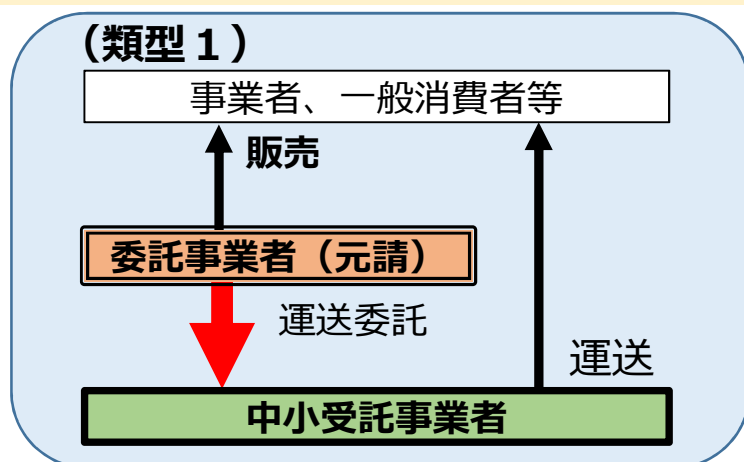 （類型１）
事業者、一般消費者等
販売
委託事業者（元請）
運送委託
運送
中小受託事業者